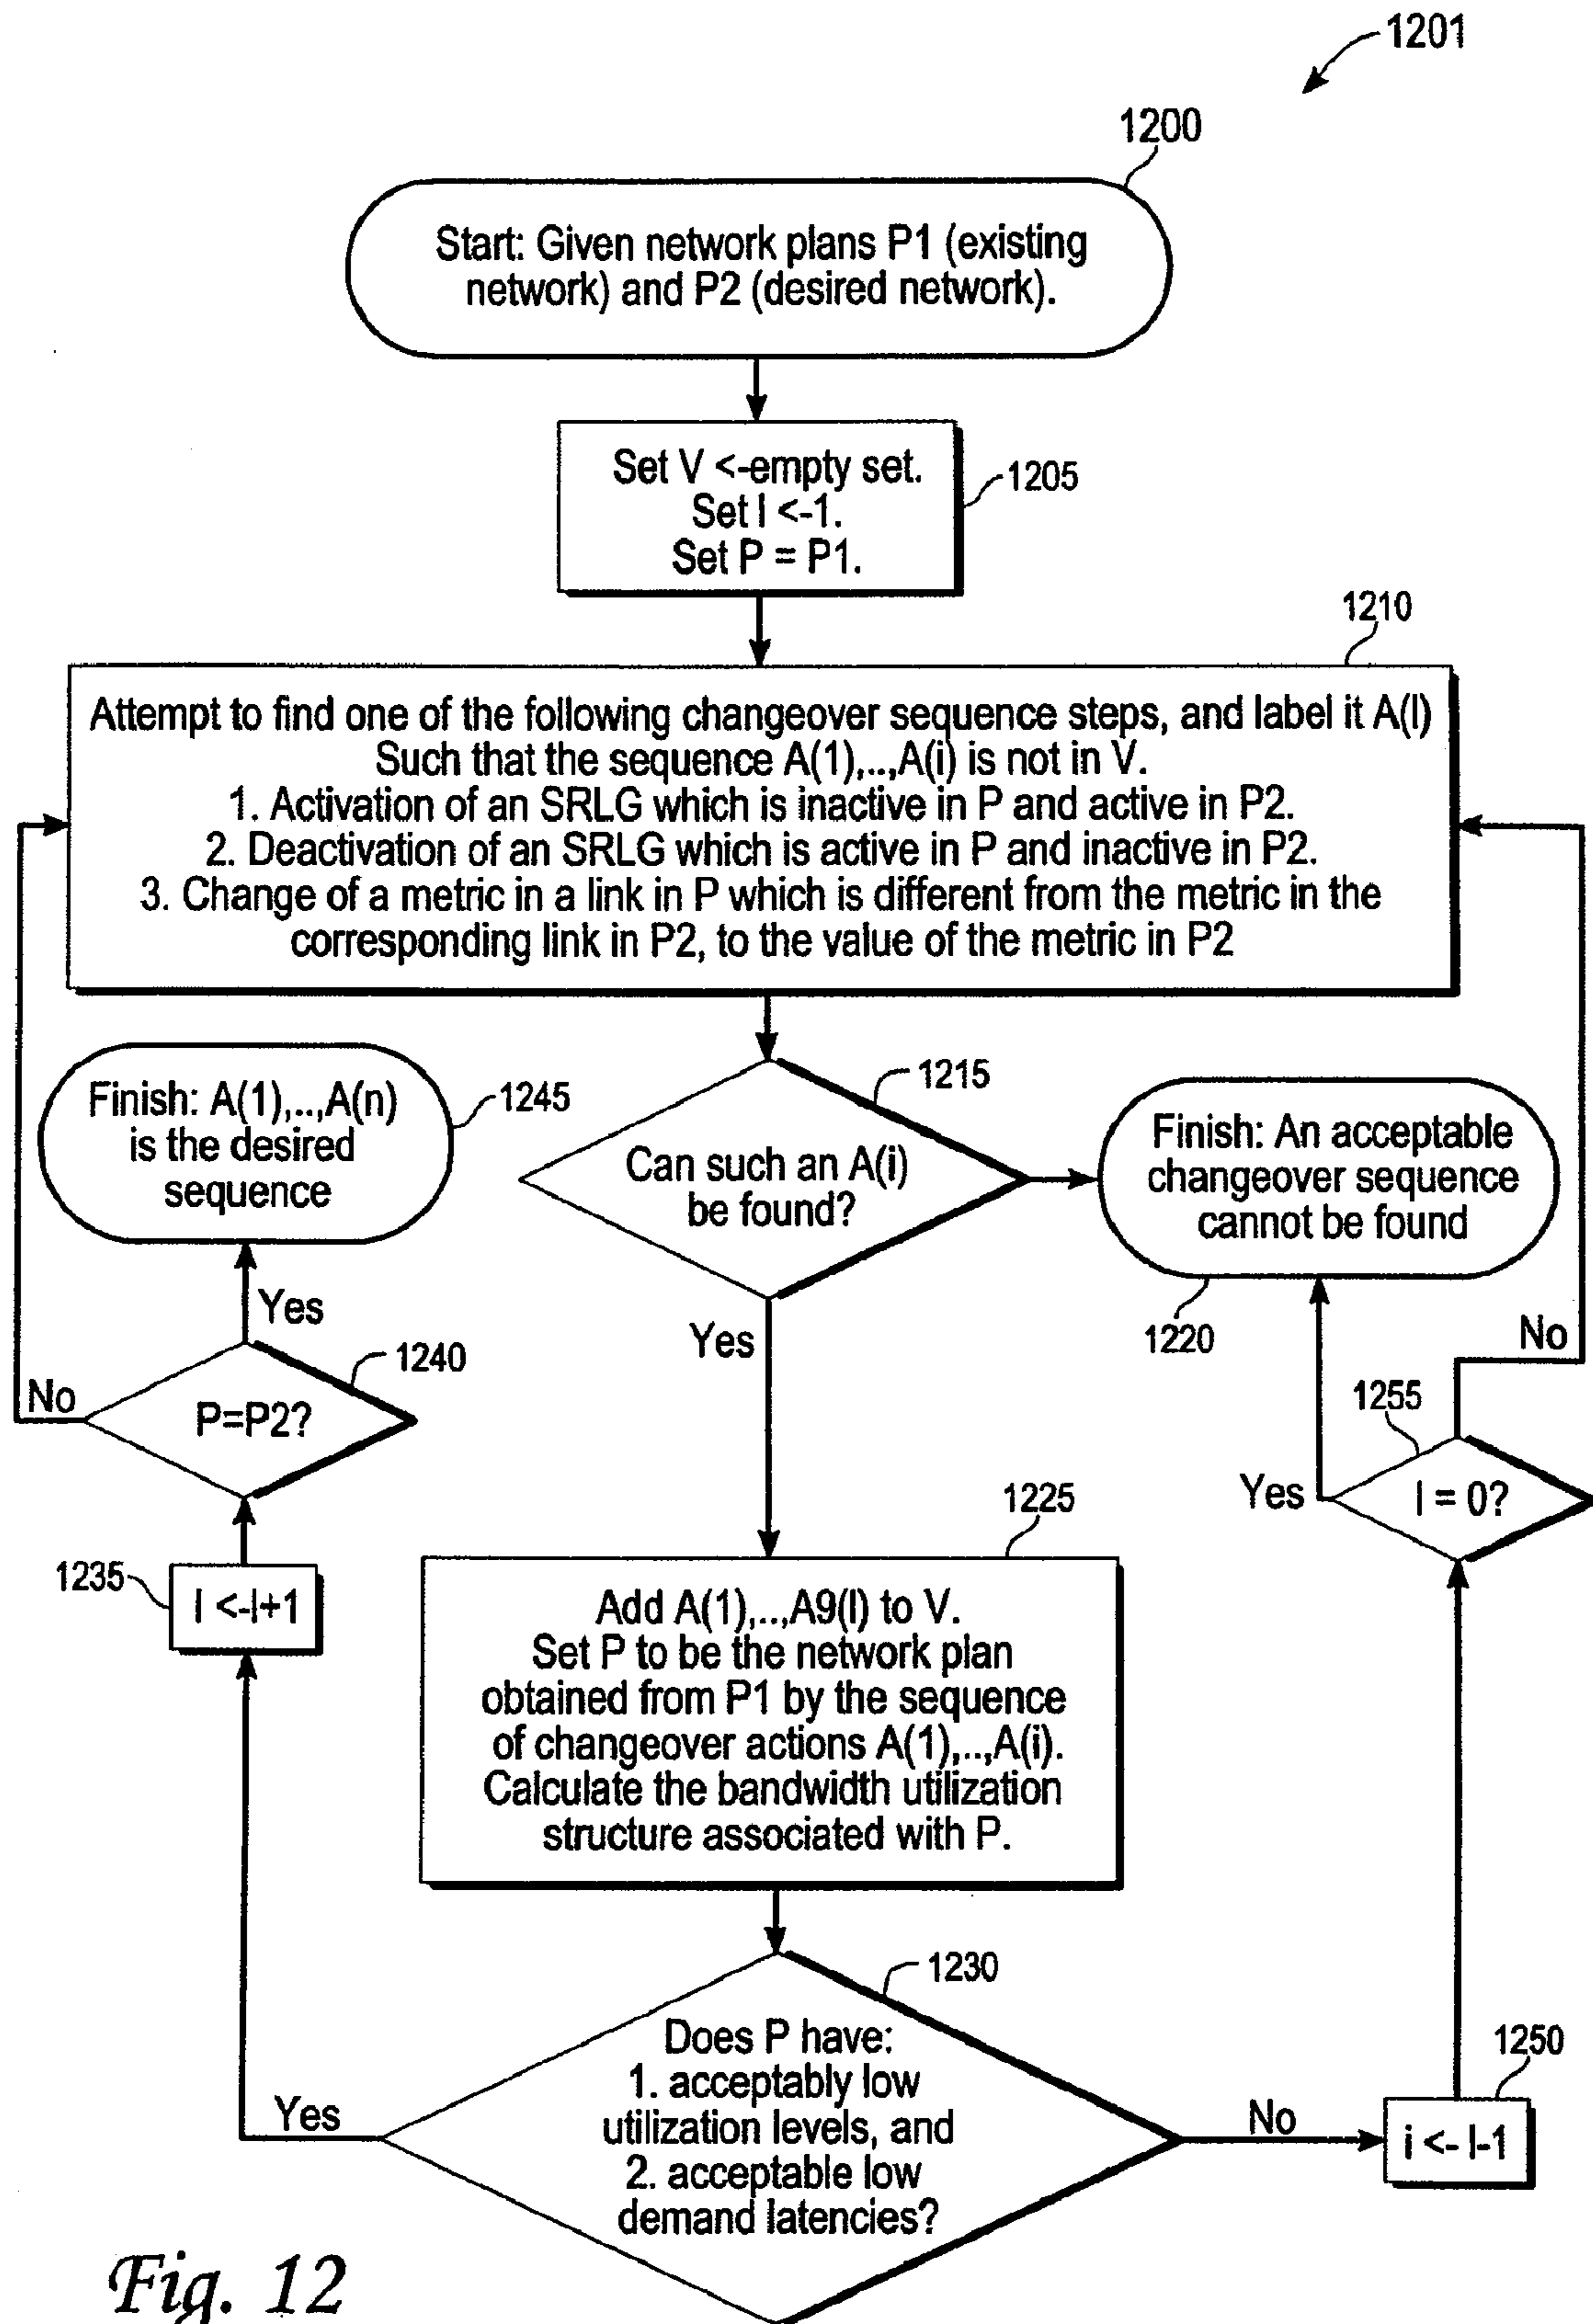 1201
1200
Start: Given network plans P1 (existing
network) and P2 (desired network).
Set V <-empty set.
Set I <-1.
Set P = P1.
1205
1210
Attempt to find one of the following changeover sequence steps, and label it A(I)
Such that the sequence A(1),..,A(i) is not in V.
1. Activation of an SRLG which is inactive in P and active in P2.
2. Deactivation of an SRLG which is active in P and inactive in P2.
3. Change of a metric in a link in P which is different from the metric in the
corresponding link in P2, to the value of the metric in P2
Finish: A(1),..,A(n)
is the desired
sequence
1245
1215
Can such an A(i)
be found?
Finish: An acceptable
changeover sequence
cannot be found
1220
Yes
Yes
No
1240
P=P2?
No
1255
I = 0?
Yes
1235
I <-I+1
1225
Add A(1),..,A9(I) to V.
Set P to be the network plan
obtained from P1 by the sequence
of changeover actions A(1),..,A(i).
Calculate the bandwidth utilization
structure associated with P.
1230
Does P have:
1. acceptably low
utilization levels, and
2. acceptable low
demand latencies?
Yes
No
1250
i <- I-1
Fig. 12